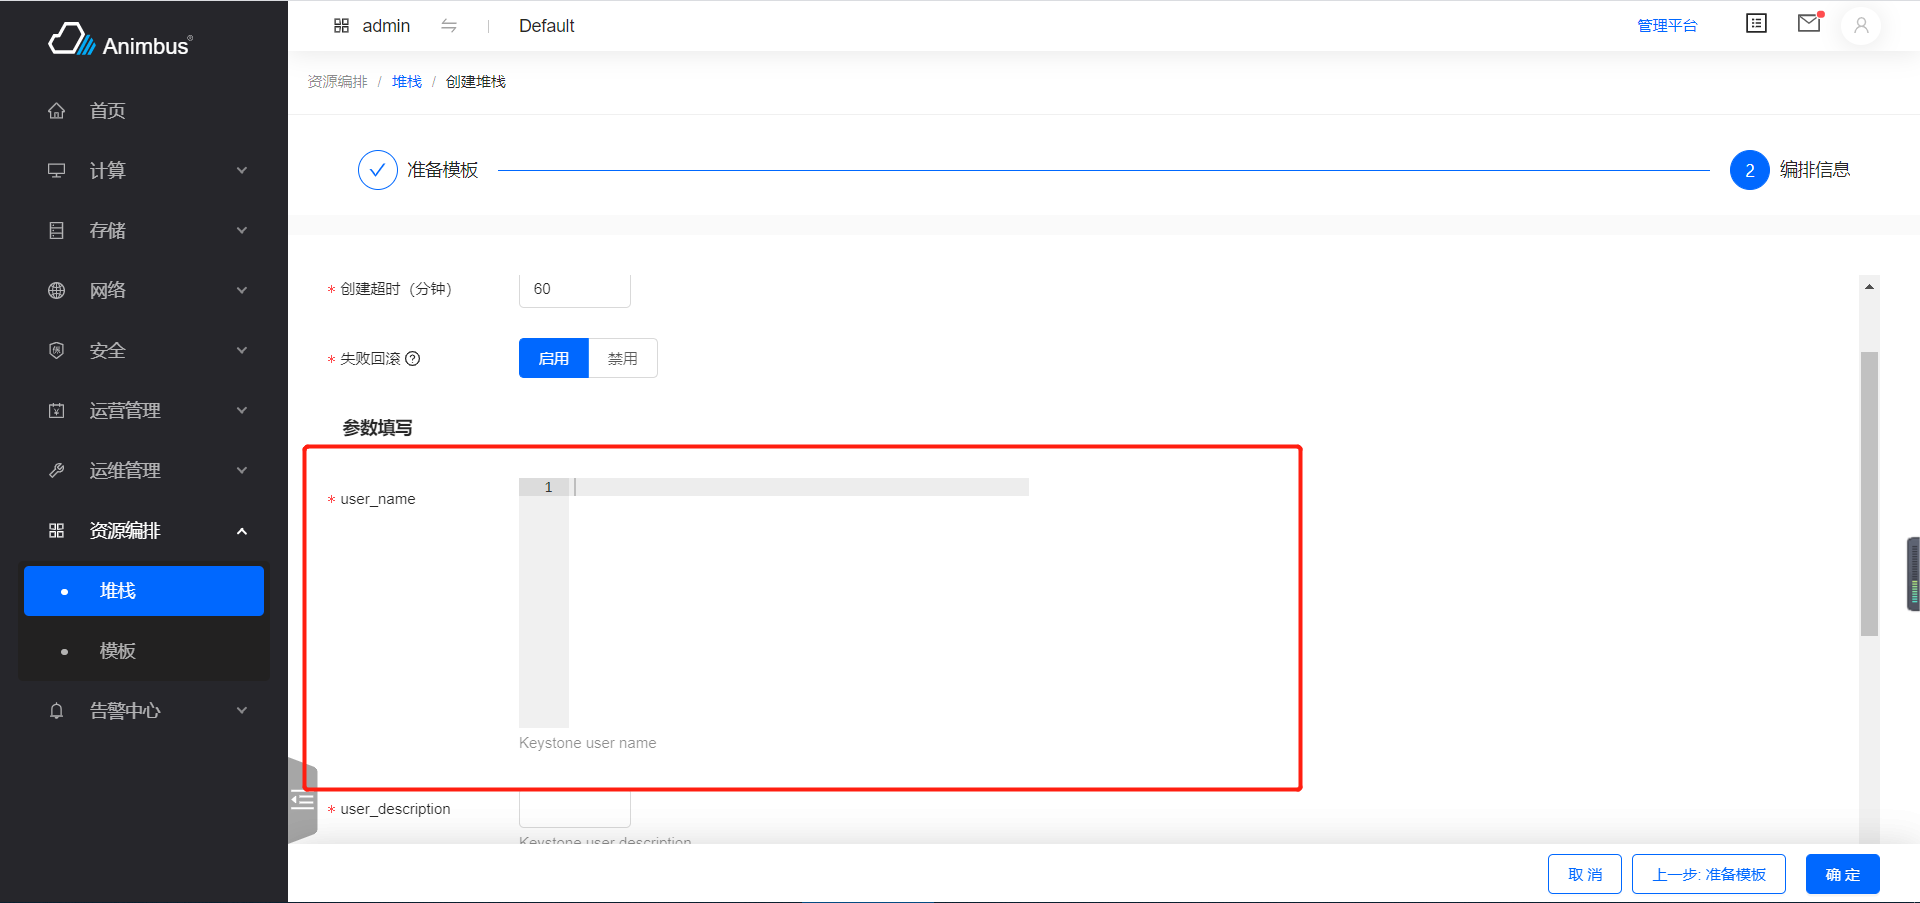 Animbus®
admin
Default
管理平台
首页
计算
存储
网络
安全
运营管理
运维管理
资源编排
堆栈
模板
告警中心
资源编排 / 堆栈 / 创建堆栈
准备模板
2 编排信息
* 创建超时（分钟） 60
* 失败回滚 启用 禁用
参数填写
* user_name
1
Keystone user name
* user_description
Keystone user description
取 消
上一步: 准备模板
确 定